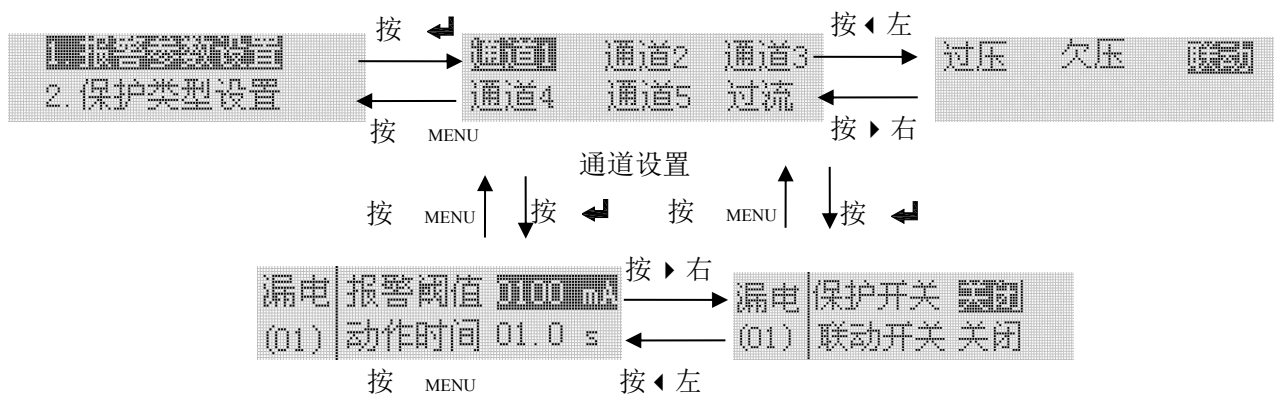 按 ◀ 左
按 ↵
1.报警参数设置
通道1 通道2 通道3
过压 欠压 联动
2.保护类型设置
通道4 通道5 过流
按 MENU
按 ▶ 右
通道设置
按 MENU 按 ↵ 按 MENU 按 ↵
按 ▶ 右
漏电 报警阈值 0100 mA
漏电 保护开关 关闭
(01) 动作时间 01.0 s
(01) 联动开关 关闭
按 MENU
按 ◀ 左